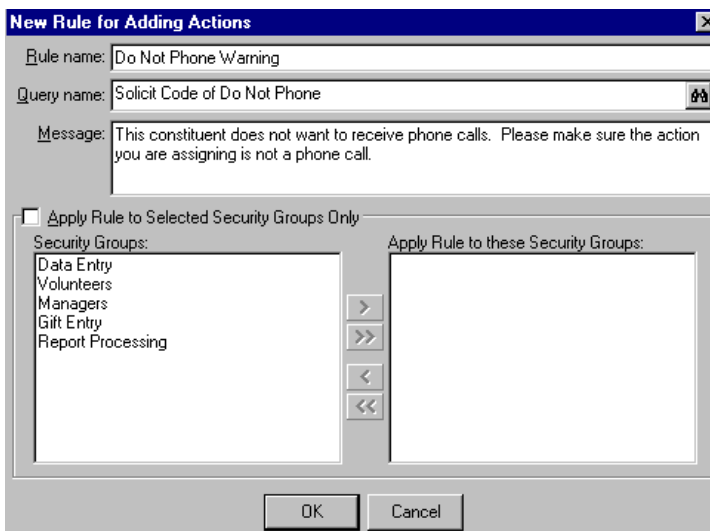 New Rule for Adding Actions
Rule name: Do Not Phone Warning
Query name: Solicit Code of Do Not Phone
Message: This constituent does not want to receive phone calls.  Please make sure the action
you are assigning is not a phone call.
Apply Rule to Selected Security Groups Only
Security Groups:
Data Entry
Volunteers
Managers
Gift Entry
Report Processing
>
>>
<
<<
Apply Rule to these Security Groups:
OK Cancel